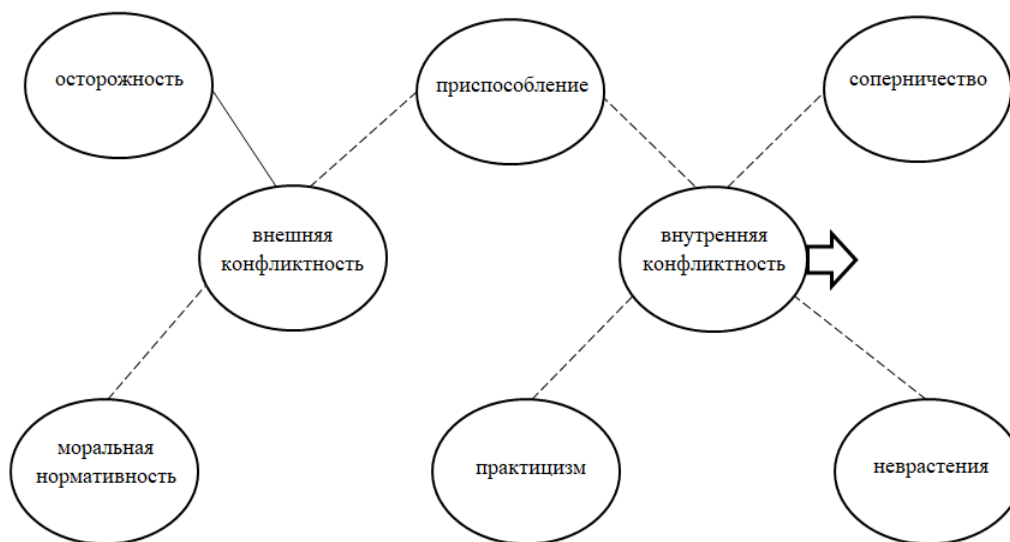 осторожность
приспособление
соперничество
внешняя
конфликтность
внутренняя
конфликтность
моральная
нормативность
практицизм
неврастения